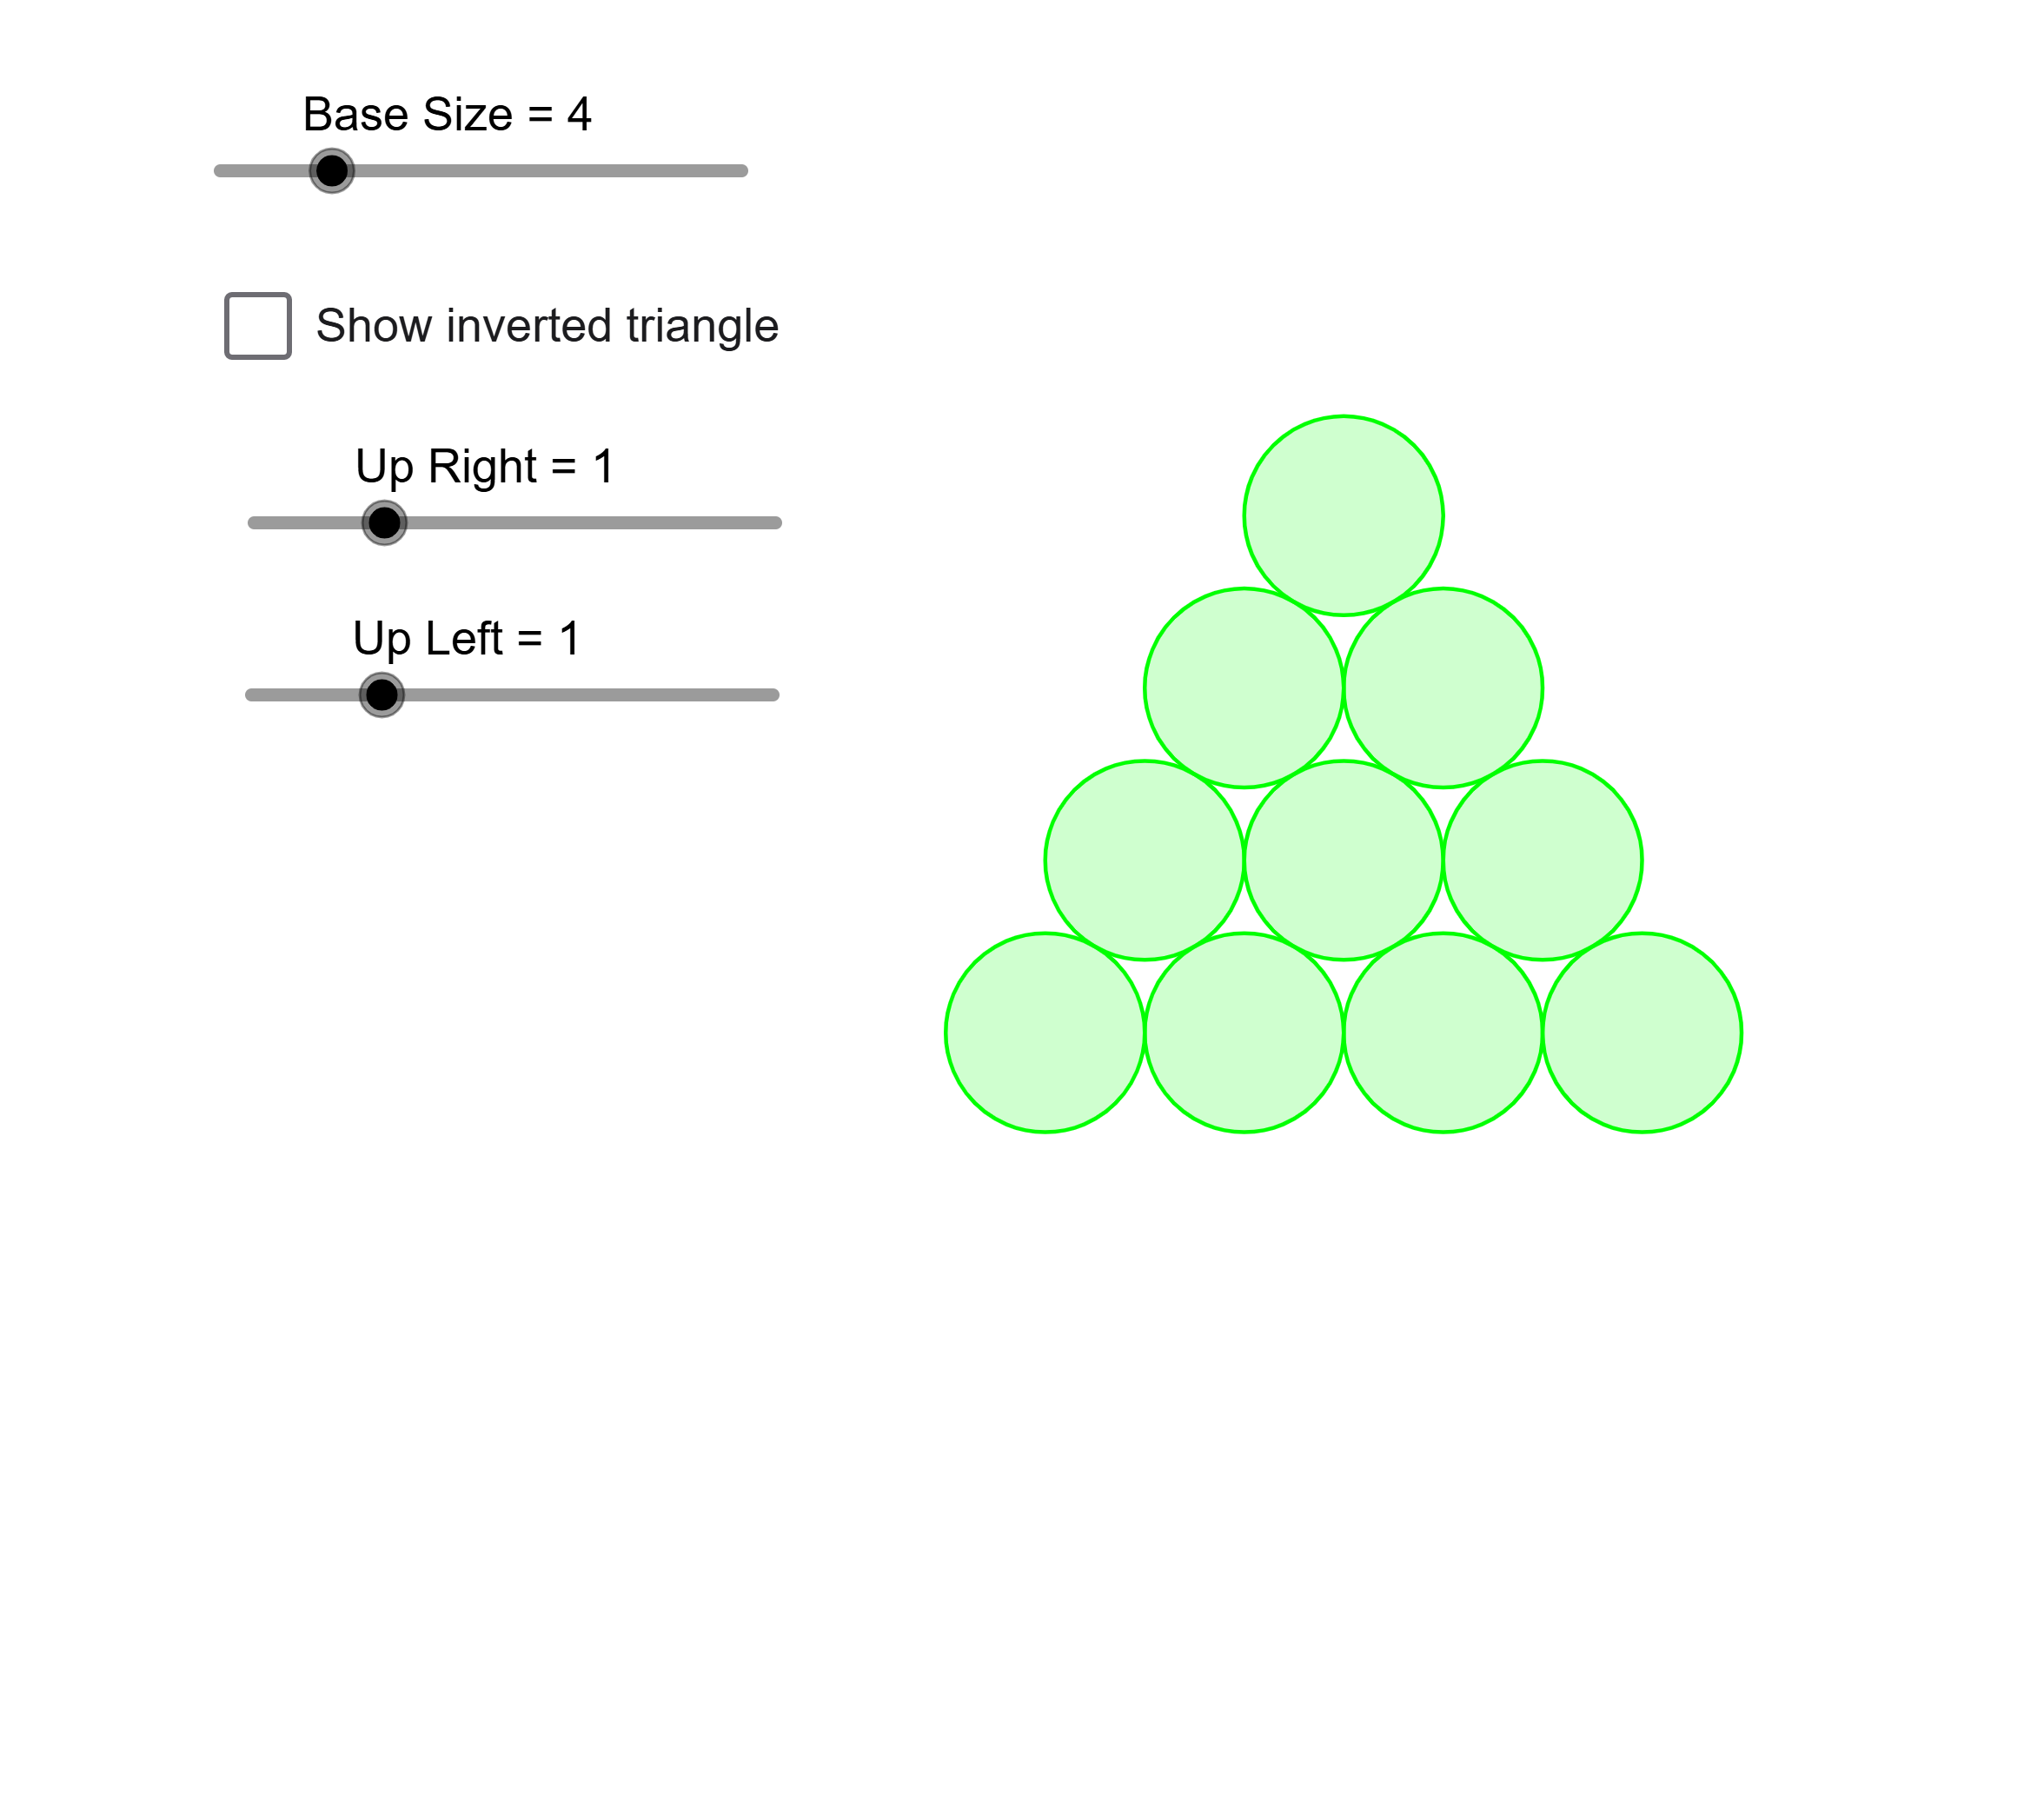 Base Size = 4
Show inverted triangle
Up Right = 1
Up Left = 1